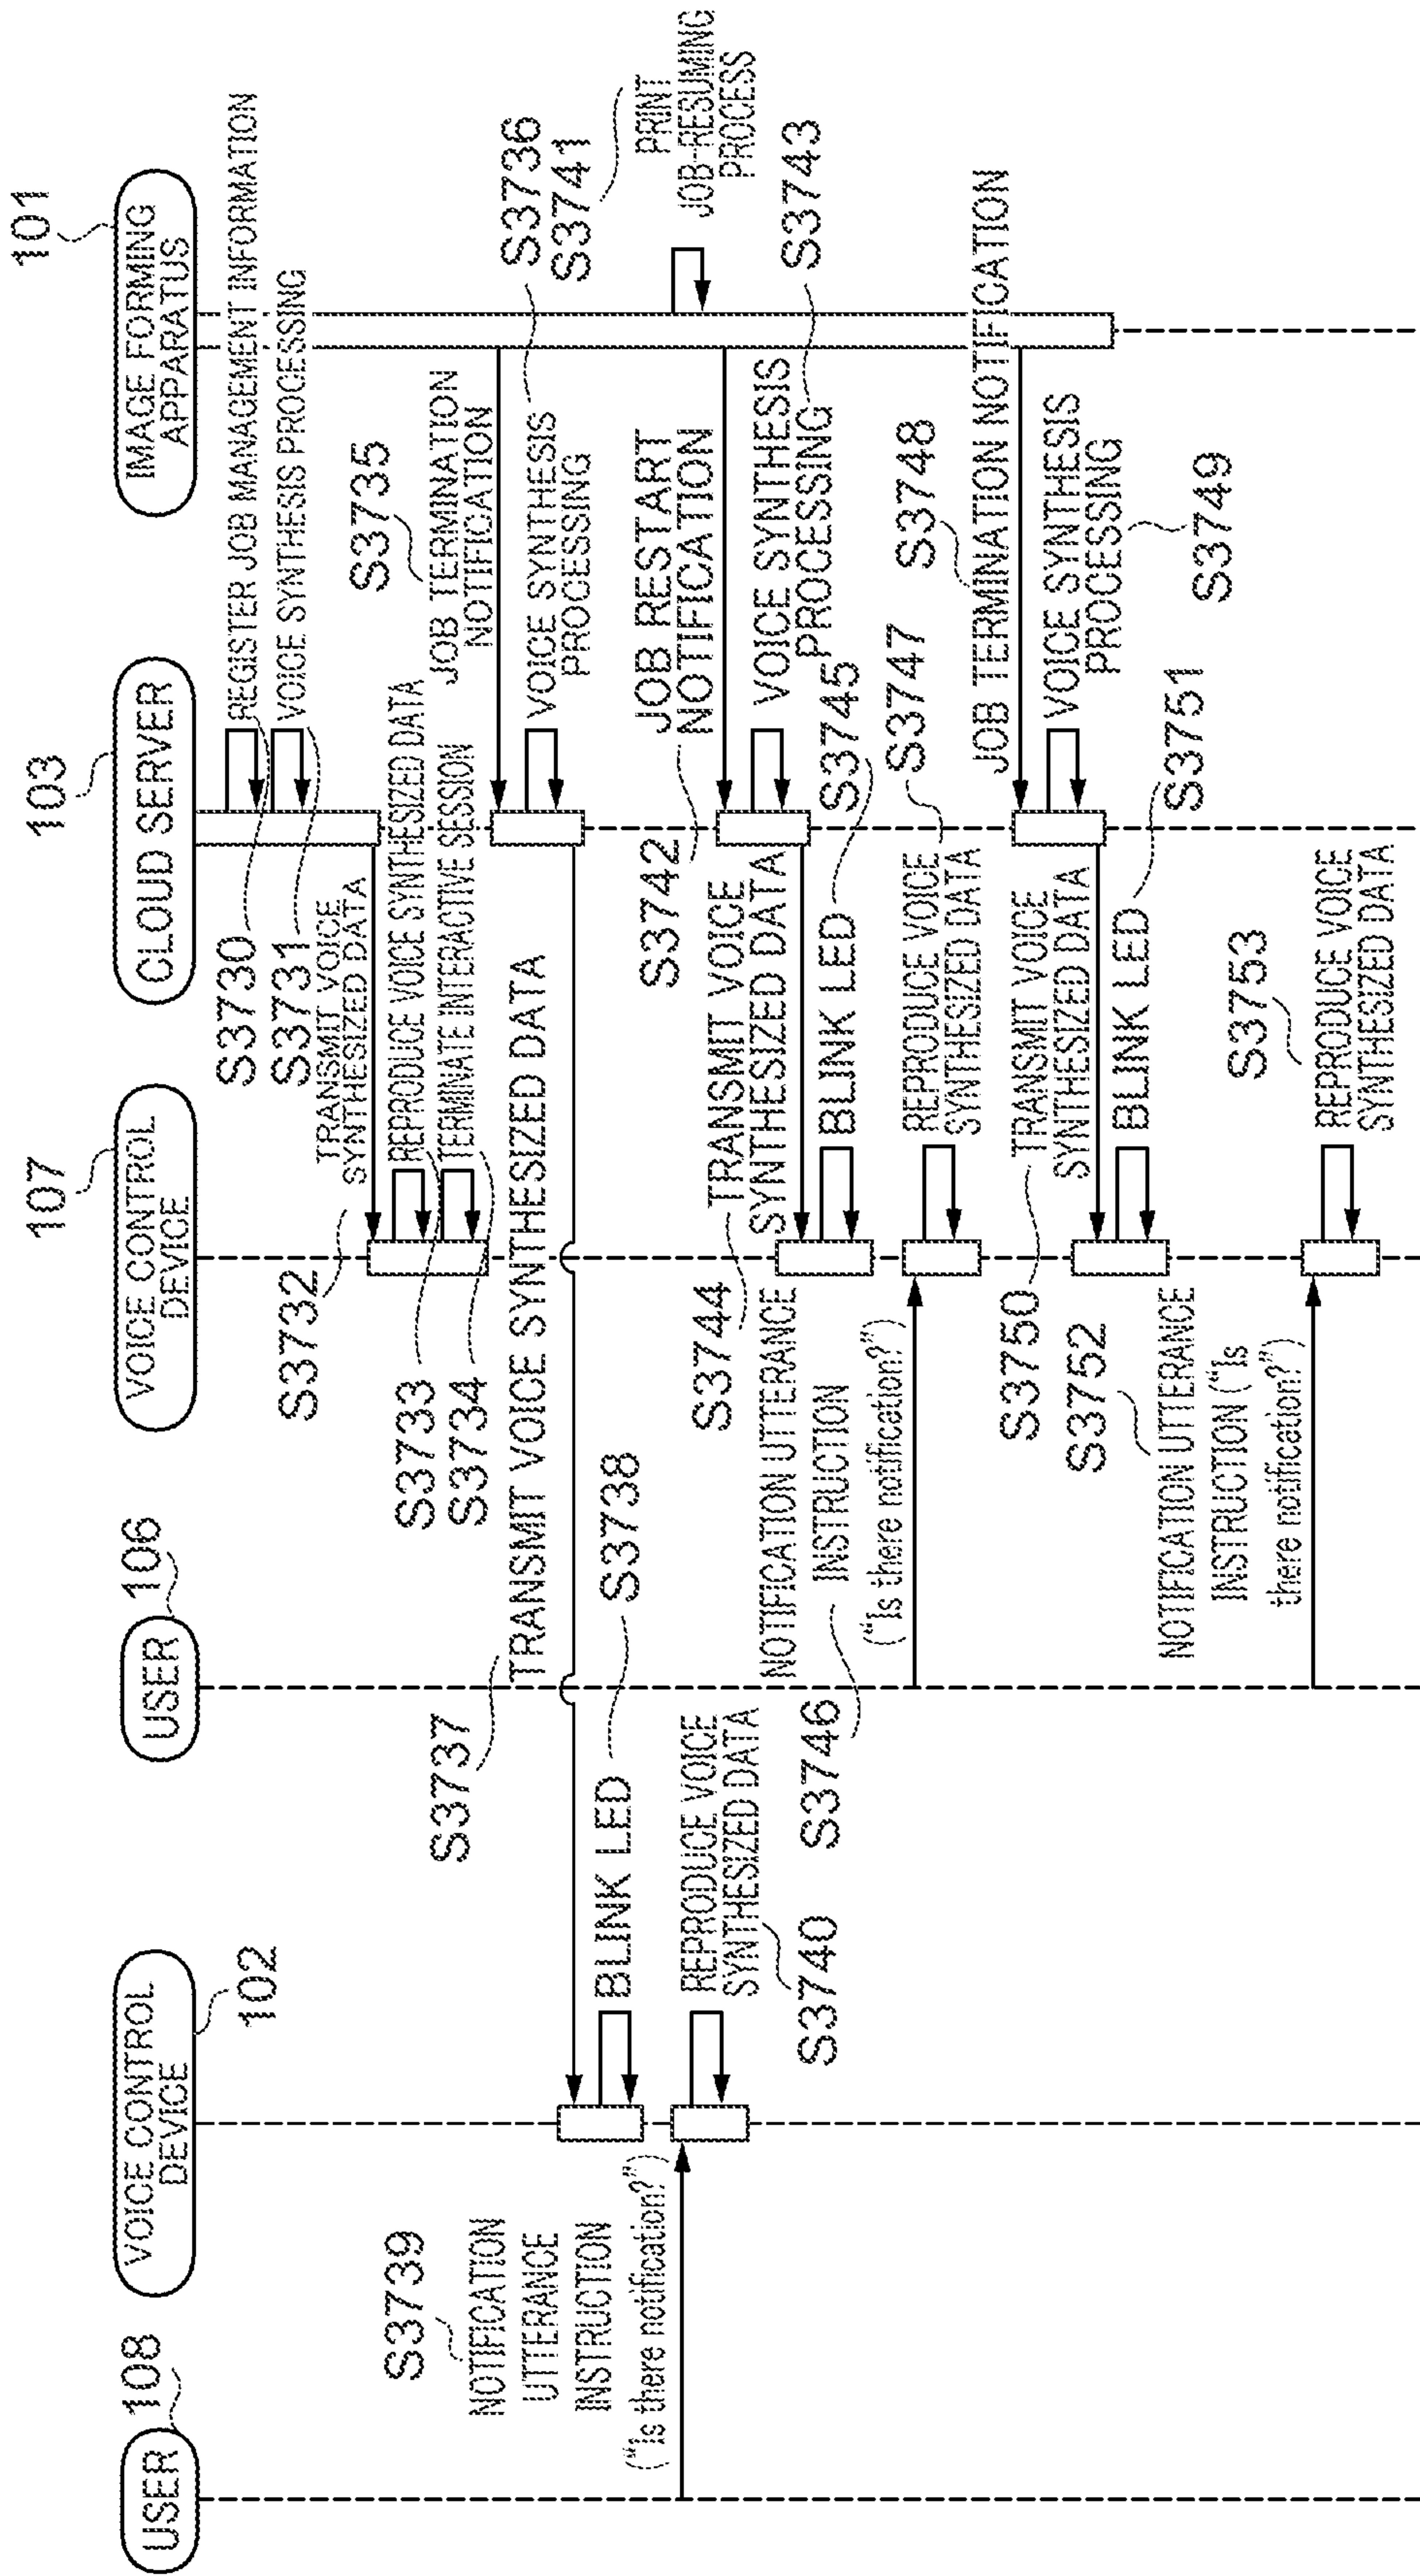 108
USER
VOICE CONTROL
DEVICE
102
106
USER
107
VOICE CONTROL
DEVICE
103
CLOUD SERVER
101
IMAGE FORMING
APPARATUS
S3730
REGISTER JOB MANAGEMENT INFORMATION
S3731
VOICE SYNTHESIS PROCESSING
S3732
TRANSMIT VOICE
SYNTHESIZED DATA
S3733
REPRODUCE VOICE SYNTHESIZED DATA
S3734
TERMINATE INTERACTIVE SESSION
S3735
JOB TERMINATION
NOTIFICATION
S3736
VOICE SYNTHESIS
PROCESSING
S3737
TRANSMIT VOICE SYNTHESIZED DATA
S3738
BLINK LED
S3739
NOTIFICATION
UTTERANCE
INSTRUCTION
(“Is there notification?”)
S3740
REPRODUCE VOICE
SYNTHESIZED DATA
S3741
PRINT
JOB-RESUMING
PROCESS
S3742
JOB RESTART
NOTIFICATION
S3743
VOICE SYNTHESIS
PROCESSING
S3744
TRANSMIT VOICE
SYNTHESIZED DATA
S3745
BLINK LED
S3746
NOTIFICATION UTTERANCE
INSTRUCTION
(“Is there notification?”)
S3747
REPRODUCE VOICE
SYNTHESIZED DATA
S3748
JOB TERMINATION NOTIFICATION
S3749
VOICE SYNTHESIS
PROCESSING
S3750
TRANSMIT VOICE
SYNTHESIZED DATA
S3751
BLINK LED
S3752
NOTIFICATION UTTERANCE
INSTRUCTION (“Is
there notification?”)
S3753
REPRODUCE VOICE
SYNTHESIZED DATA